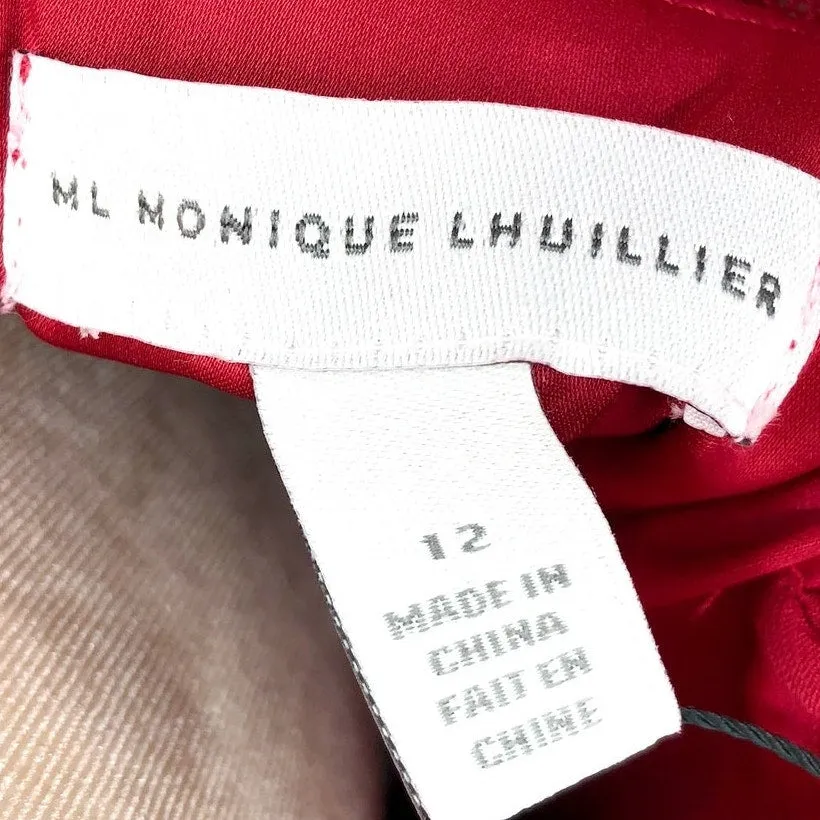 ML MONIQUE LHUILLIER
12
MADE IN
CHINA
FAIT EN
CHINE